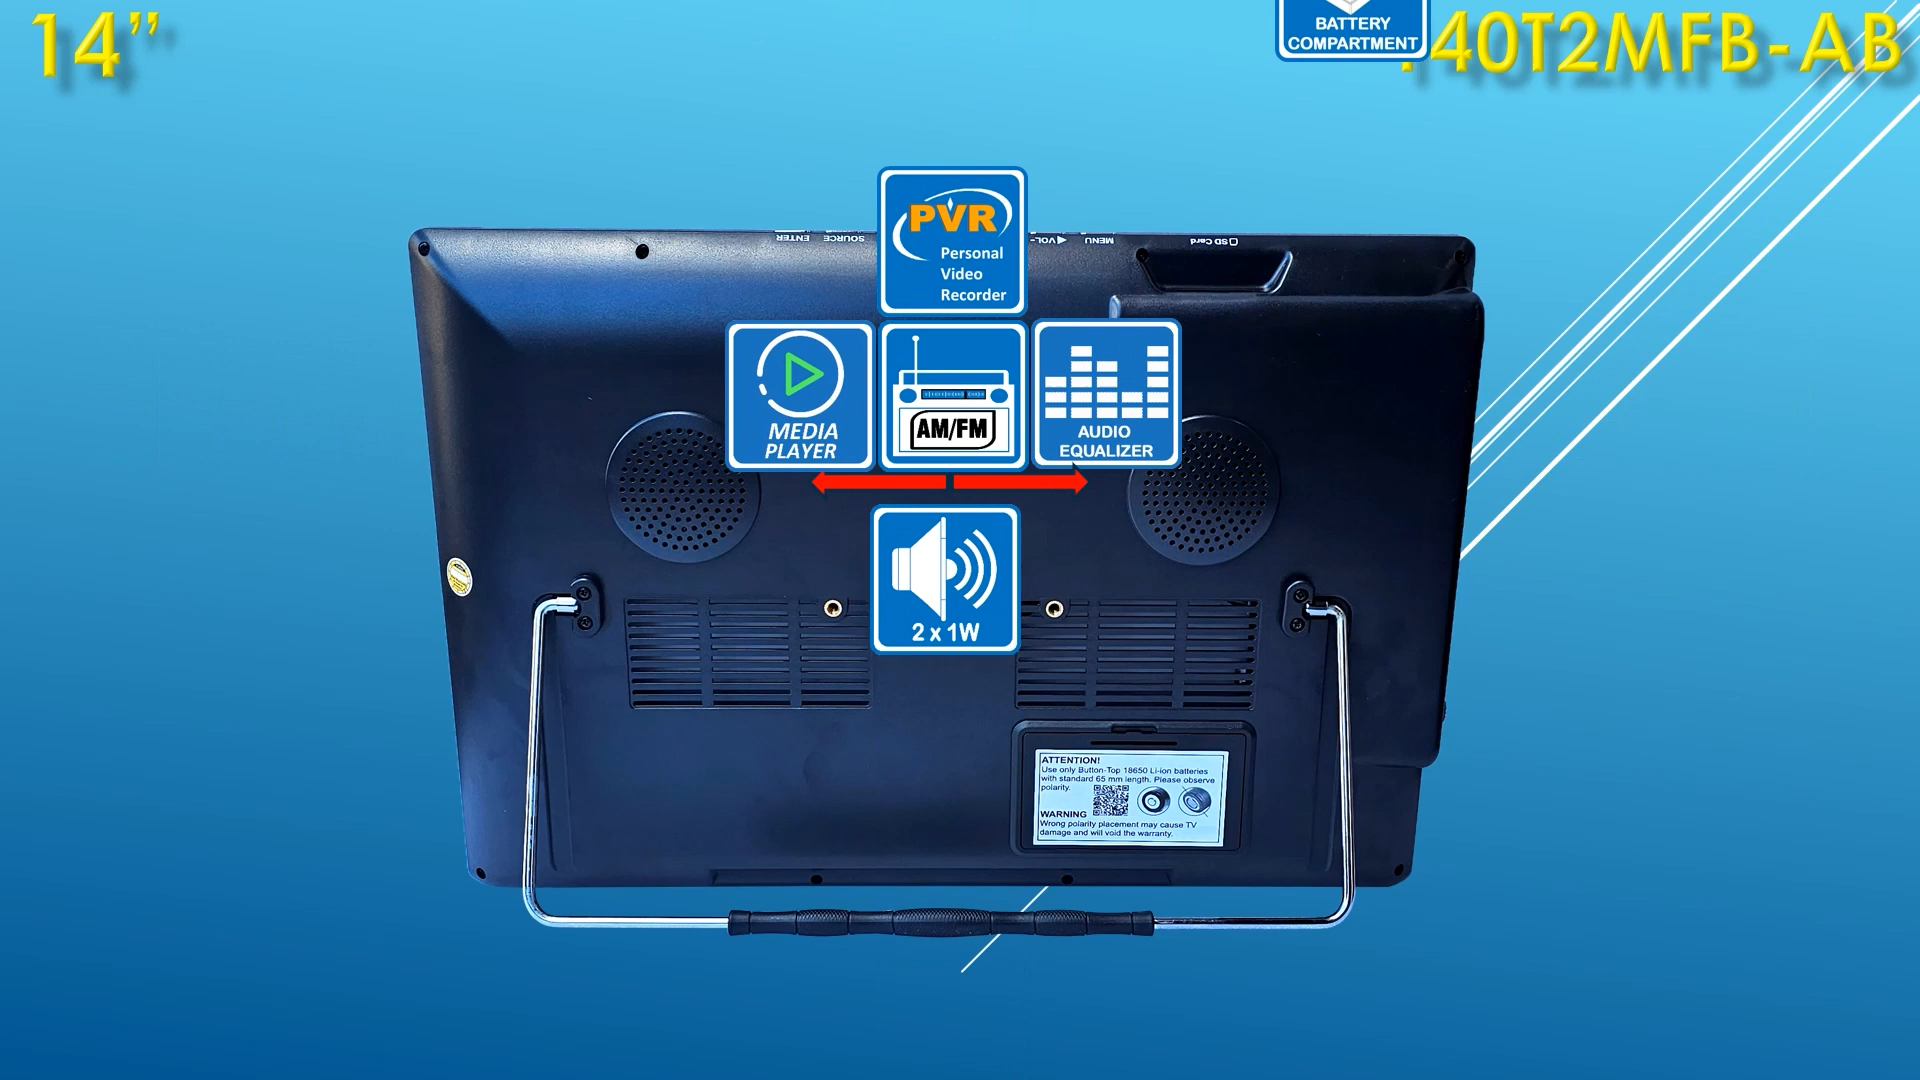 14”
BATTERY
COMPARTMENT
140T2MFB-AB
PVR
Personal
Video
Recorder
ENTER
SOURCE
VOL-
MENU
SD Card
MEDIA
PLAYER
AM/FM
AUDIO
EQUALIZER
2 x 1W
ATTENTION!
Use only Button-Top 18650 Li-ion batteries
with standard 65 mm length. Please observe
polarity.
WARNING
Wrong polarity placement may cause TV
damage and will void the warranty.